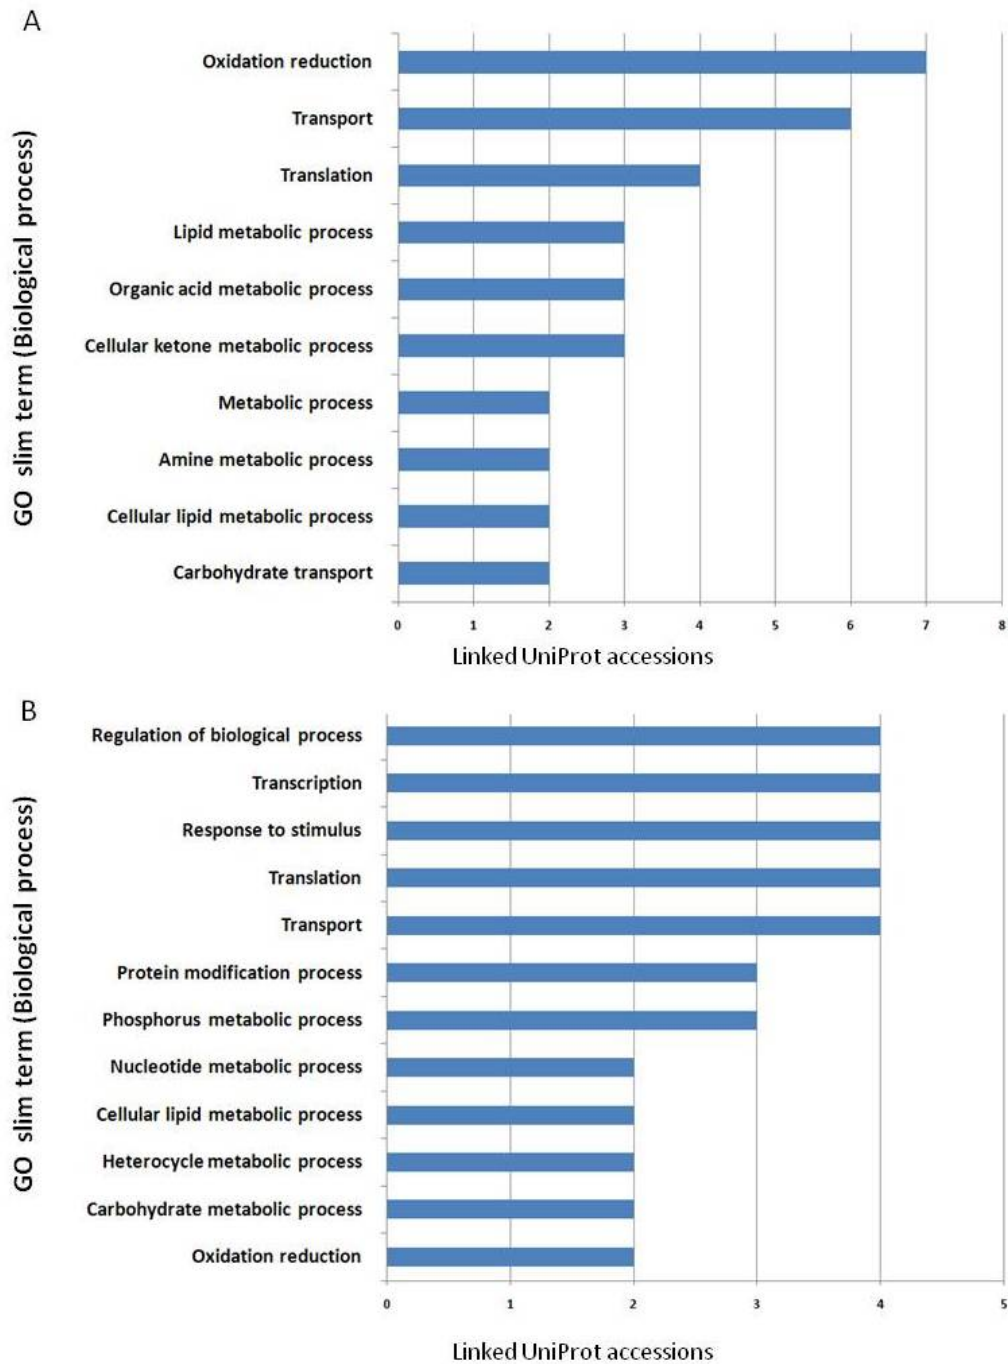 A
GO slim term (Biological process)
Oxidation reduction
Transport
Translation
Lipid metabolic process
Organic acid metabolic process
Cellular ketone metabolic process
Metabolic process
Amine metabolic process
Cellular lipid metabolic process
Carbohydrate transport
0 1 2 3 4 5 6 7 8
Linked UniProt accessions
B
GO slim term (Biological process)
Regulation of biological process
Transcription
Response to stimulus
Translation
Transport
Protein modification process
Phosphorus metabolic process
Nucleotide metabolic process
Cellular lipid metabolic process
Heterocycle metabolic process
Carbohydrate metabolic process
Oxidation reduction
0 1 2 3 4 5
Linked UniProt accessions